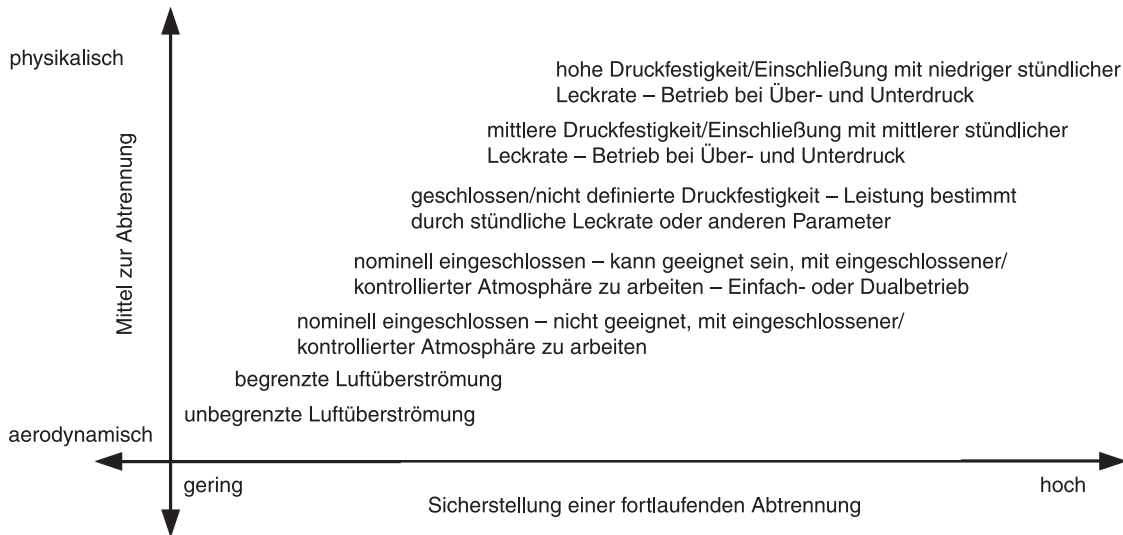 physikalisch
hohe Druckfestigkeit/Einschließung mit niedriger stündlicher
Leckrate – Betrieb bei Über- und Unterdruck
mittlere Druckfestigkeit/Einschließung mit mittlerer stündlicher
Leckrate – Betrieb bei Über- und Unterdruck
geschlossen/nicht definierte Druckfestigkeit – Leistung bestimmt
durch stündliche Leckrate oder anderen Parameter
Mittel zur Abtrennung
nominell eingeschlossen – kann geeignet sein, mit eingeschlossener/
kontrollierter Atmosphäre zu arbeiten – Einfach- oder Dualbetrieb
nominell eingeschlossen – nicht geeignet, mit eingeschlossener/
kontrollierter Atmosphäre zu arbeiten
begrenzte Luftüberströmung
unbegrenzte Luftüberströmung
aerodynamisch
gering
hoch
Sicherstellung einer fortlaufenden Abtrennung